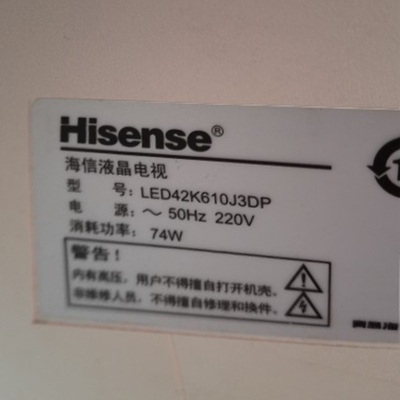 Hisense®
海信液晶电视
型 号: LED42K610J3DP
电 源: ～ 50Hz 220V
消耗功率: 74W
警告!
内有高压，用户不得擅自打开机壳。
非维修人员，不得擅自修理和换件。